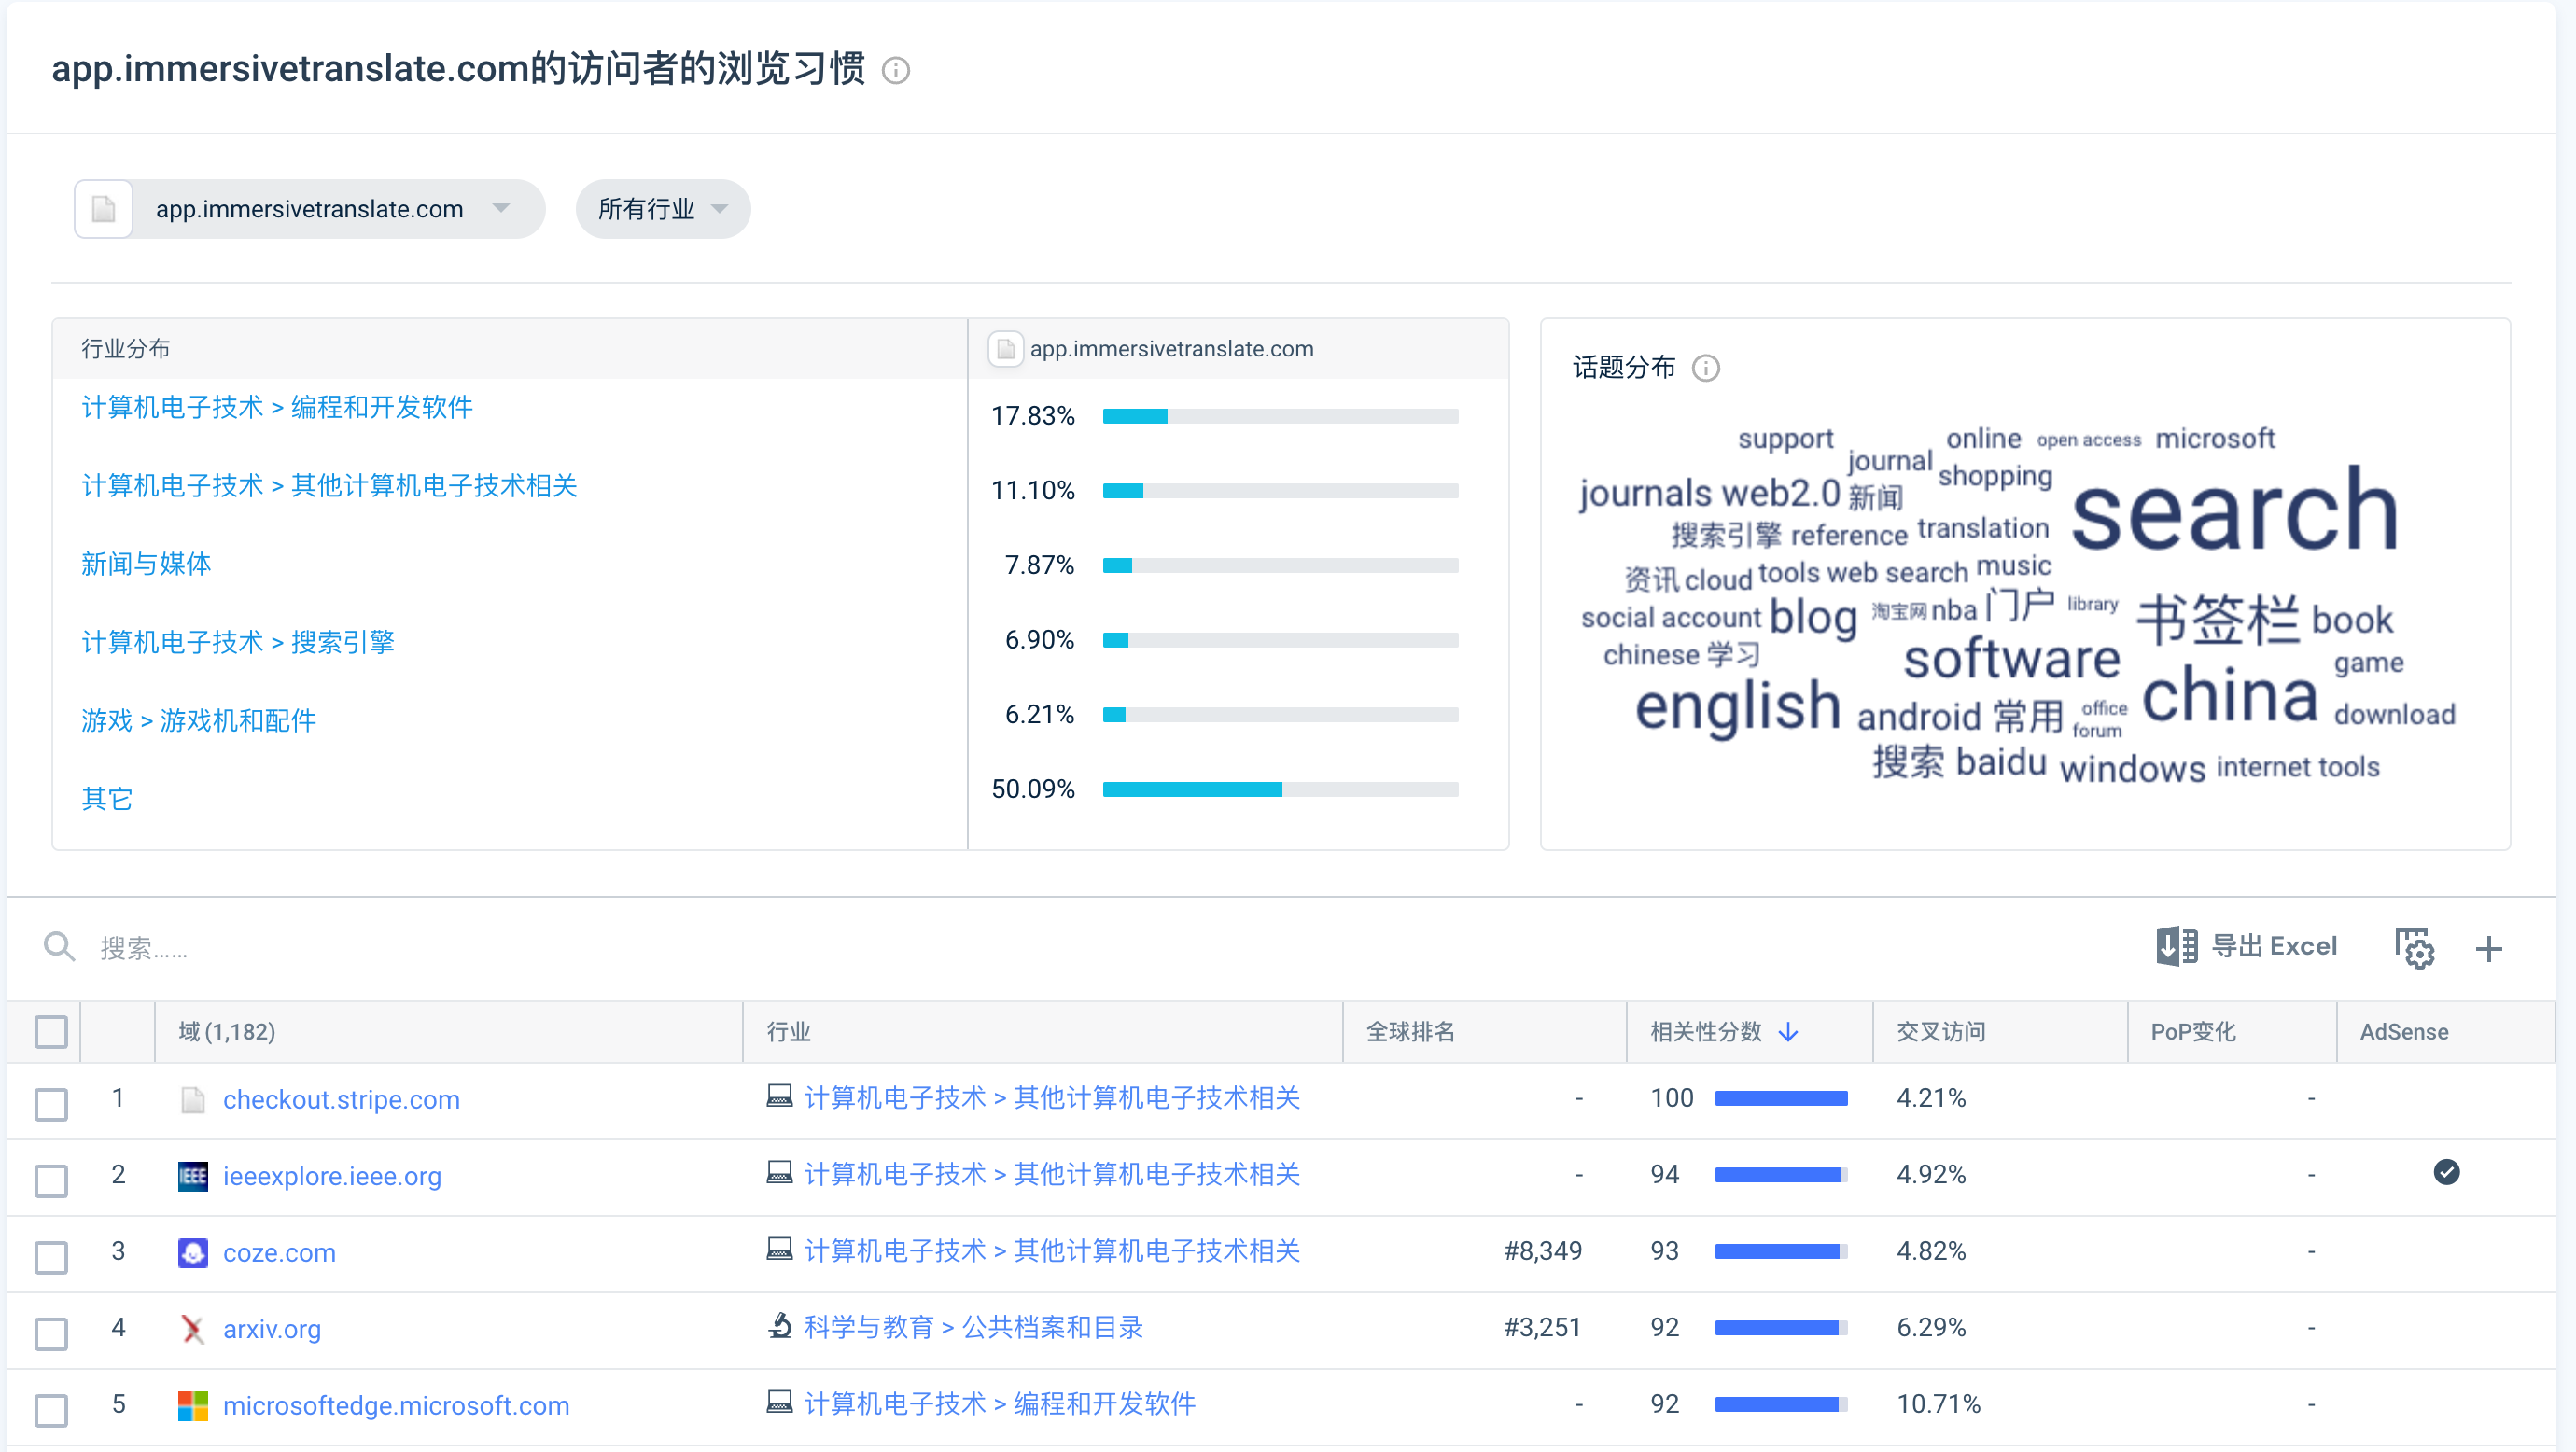 app.immersivetranslate.com的访问者的浏览习惯
app.immersivetranslate.com
所有行业
行业分布
app.immersivetranslate.com
计算机电子技术 > 编程和开发软件
17.83%
计算机电子技术 > 其他计算机电子技术相关
11.10%
新闻与媒体
7.87%
计算机电子技术 > 搜索引擎
6.90%
游戏 > 游戏机和配件
6.21%
其它
50.09%
话题分布
support
online
open access
microsoft
journal
shopping
journals
web2.0
新闻
search
搜索引擎
reference
translation
资讯
cloud
tools
web search
music
social account
blog
淘宝网
nba
门户
library
书签栏
book
chinese
学习
software
game
english
android
常用
office
forum
china
download
搜索
baidu
windows
internet tools
搜索......
导出 Excel
域 (1,182)
行业
全球排名
相关性分数
交叉访问
PoP变化
AdSense
1 checkout.stripe.com 计算机电子技术 > 其他计算机电子技术相关 - 100 4.21% -
2 IEEE ieeexplore.ieee.org 计算机电子技术 > 其他计算机电子技术相关 - 94 4.92% -
3 coze.com 计算机电子技术 > 其他计算机电子技术相关 #8,349 93 4.82% -
4 arxiv.org 科学与教育 > 公共档案和目录 #3,251 92 6.29% -
5 microsoftedge.microsoft.com 计算机电子技术 > 编程和开发软件 - 92 10.71% -